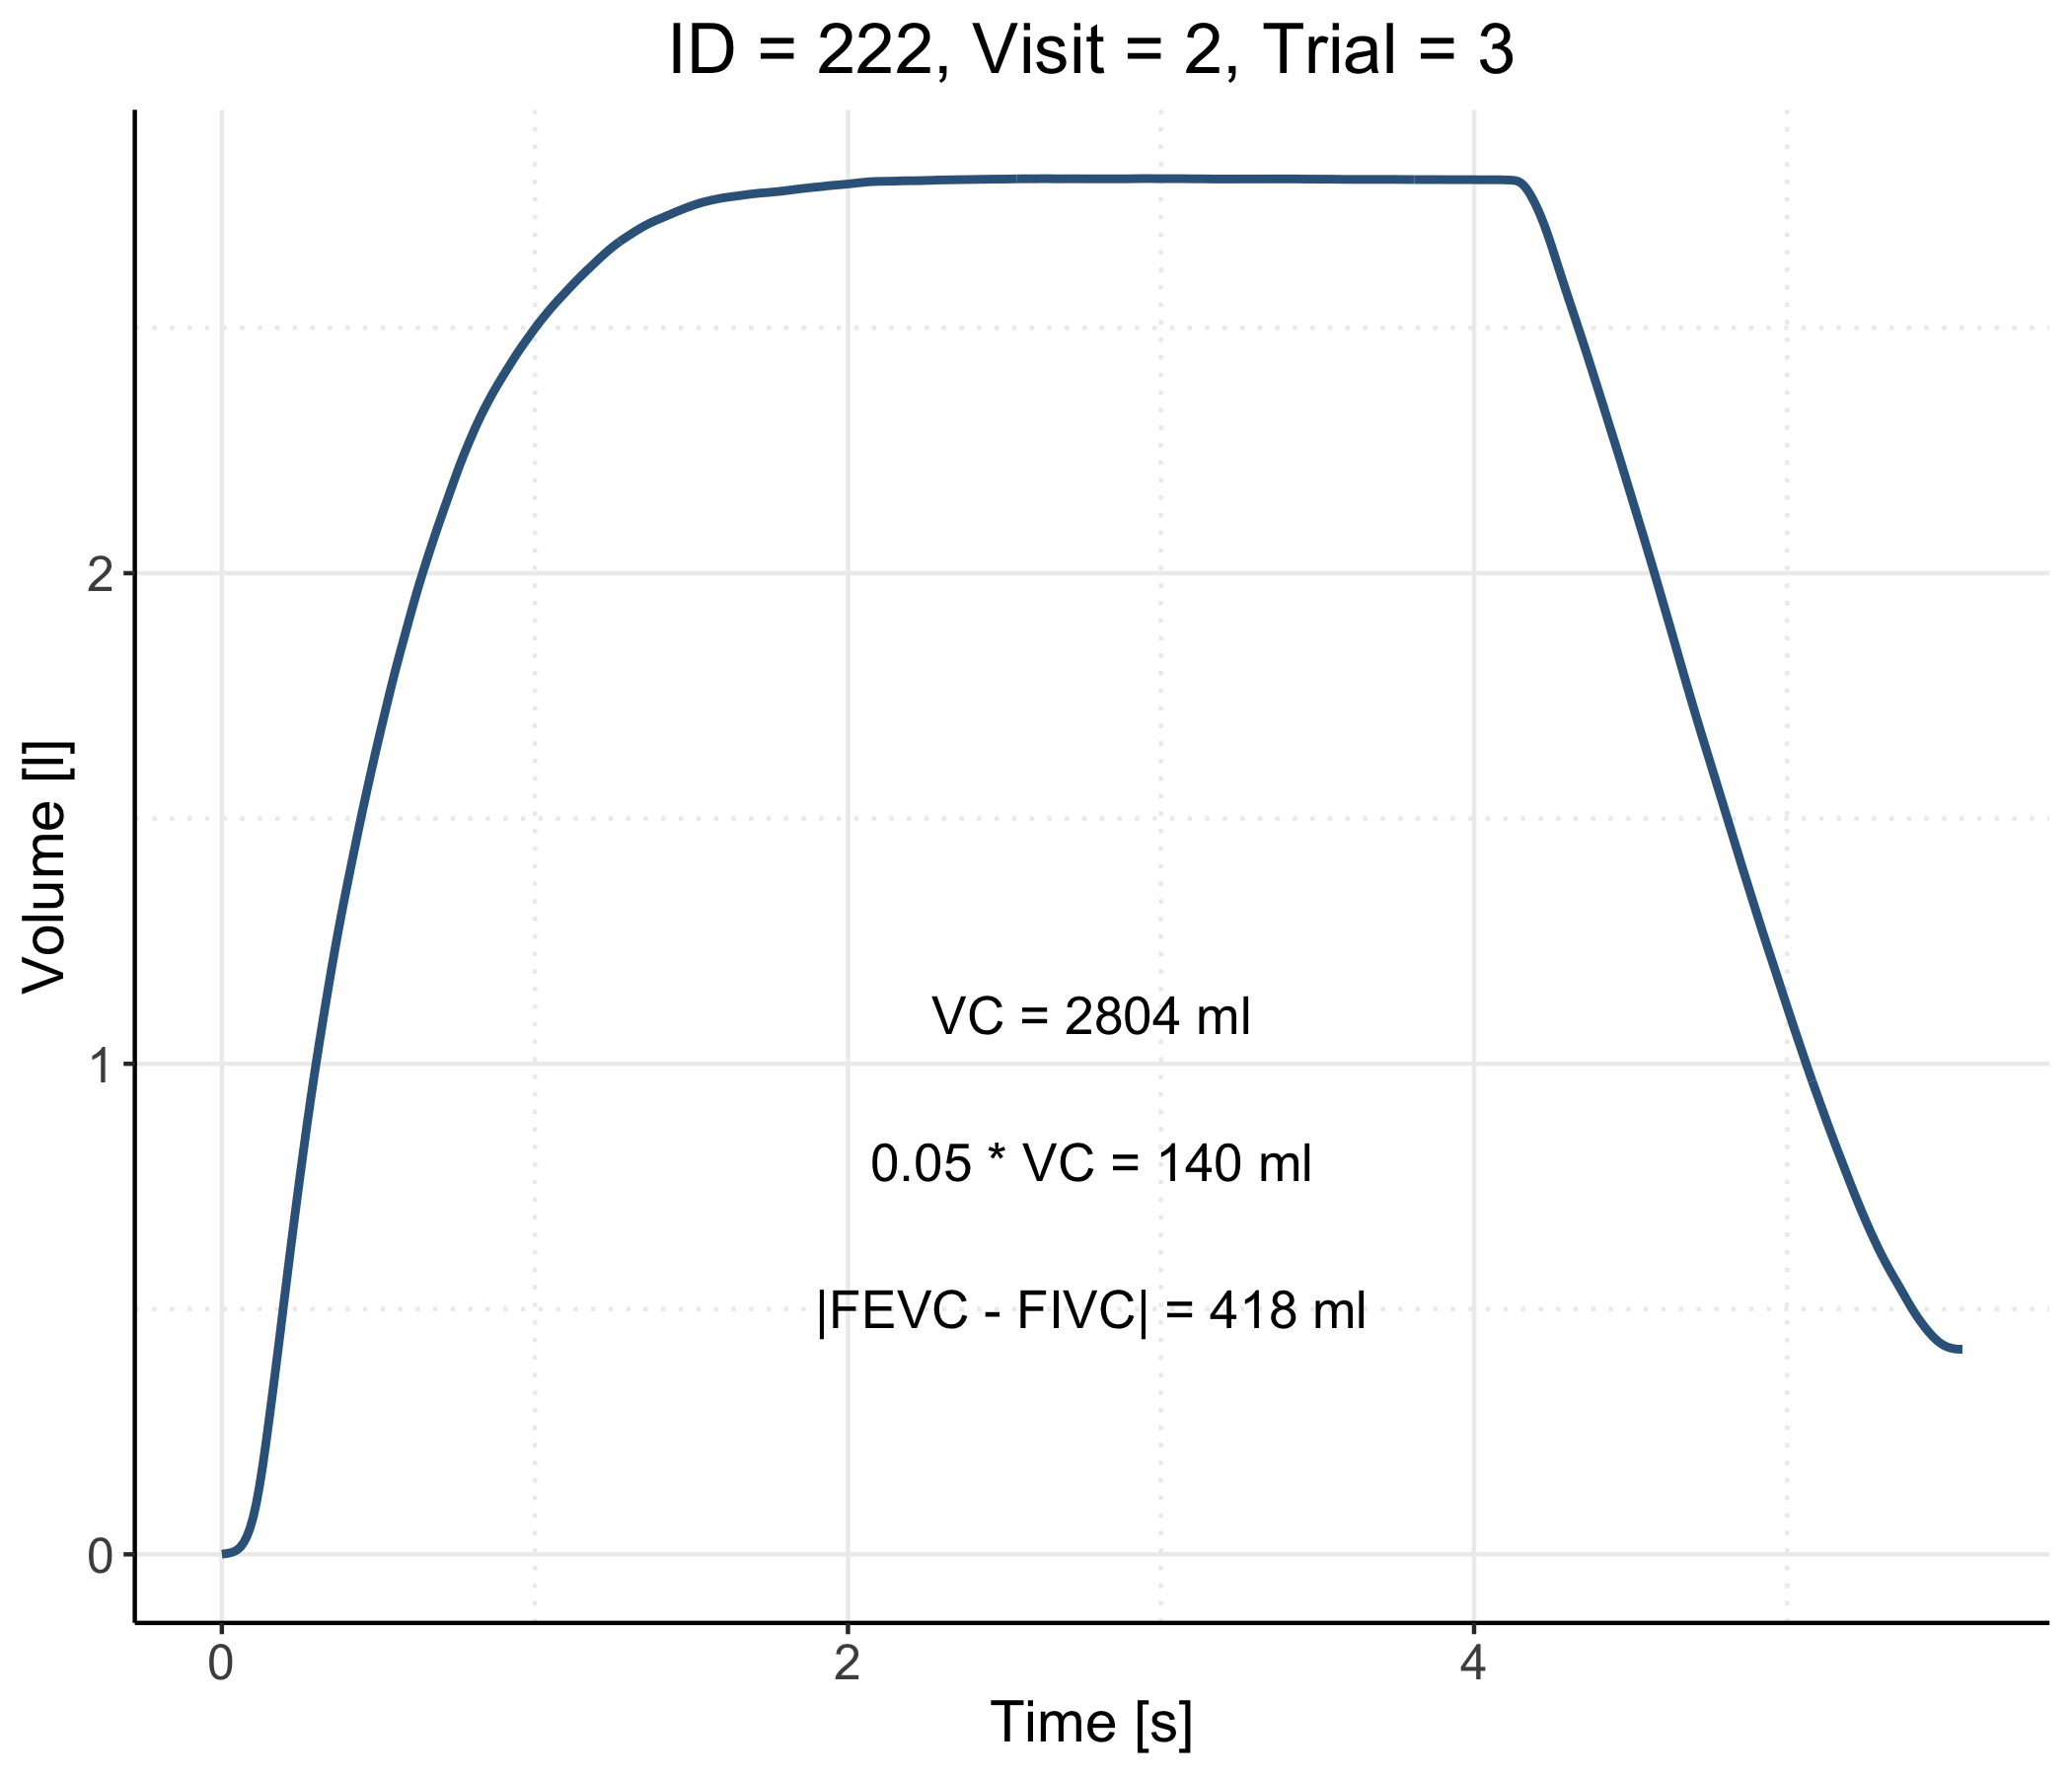 ID = 222, Visit = 2, Trial = 3
Volume [l]
2
1
0
VC = 2804 ml
0.05 * VC = 140 ml
|FEVC - FIVC| = 418 ml
0 2 4
Time [s]